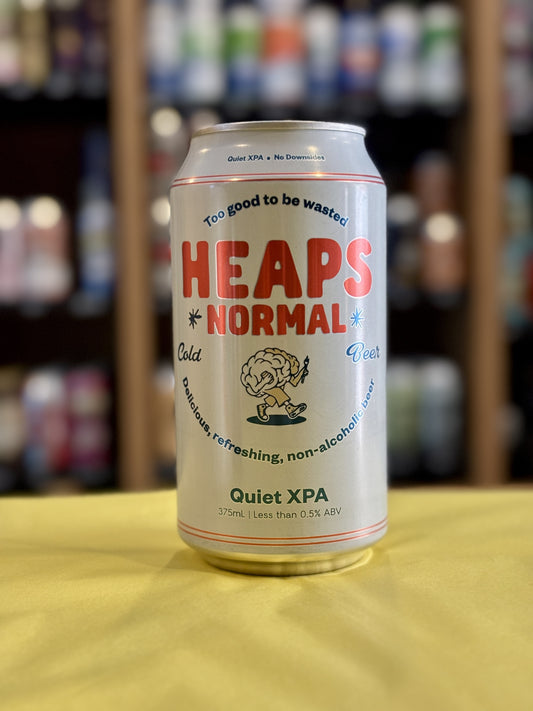 Quiet XPA • No Downsides
Too good to be wasted
HEAPS
NORMAL
Cold Beer
Delicious, refreshing, non-alcoholic beer
Quiet XPA
375mL | Less than 0.5% ABV